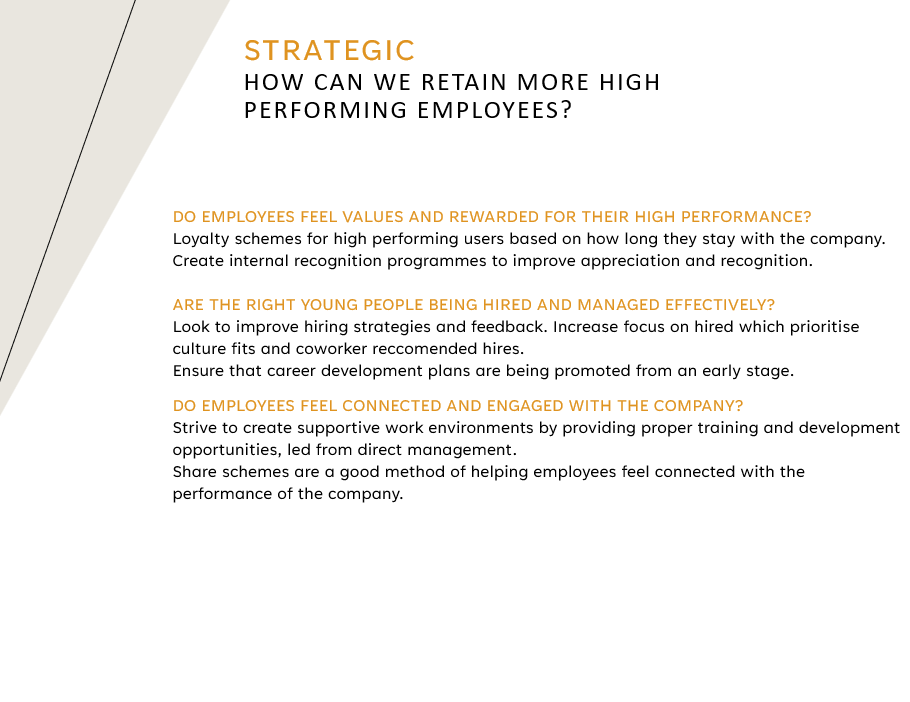 STRATEGIC
HOW CAN WE RETAIN MORE HIGH
PERFORMING EMPLOYEES?
DO EMPLOYEES FEEL VALUES AND REWARDED FOR THEIR HIGH PERFORMANCE?
Loyalty schemes for high performing users based on how long they stay with the company.
Create internal recognition programmes to improve appreciation and recognition.
ARE THE RIGHT YOUNG PEOPLE BEING HIRED AND MANAGED EFFECTIVELY?
Look to improve hiring strategies and feedback. Increase focus on hired which prioritise
culture fits and coworker reccomended hires.
Ensure that career development plans are being promoted from an early stage.
DO EMPLOYEES FEEL CONNECTED AND ENGAGED WITH THE COMPANY?
Strive to create supportive work environments by providing proper training and development
opportunities, led from direct management.
Share schemes are a good method of helping employees feel connected with the
performance of the company.